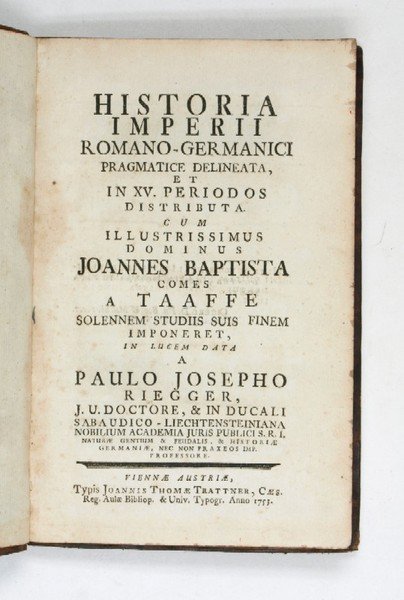 HISTORIA
IMPERII
ROMANO-GERMANICI
PRAGMATICE DELINEATA,
ET
IN XV. PERIODOS
DISTRIBUTA.
CUM
ILLUSTRISSIMUS
DOMINUS
JOANNES BAPTISTA
COMES
A TAAFFE
SOLENNEM STUDIIS SUIS FINEM
IMPONERET,
IN LUCEM DATA
A
PAULO JOSEPHO
RIEGGER,
J. U. DOCTORE, & IN DUCALI
SABAUDICO-LIECHTENSTEINIANA
NOBILIUM ACADEMIA JURIS PUBLICI S. R. I.
NATURÆ GENTIUM & FEUDALIS, & HISTORIÆ
GERMANIÆ, NEC NON PRAXEOS IMP.
PROFESSORE.
VIENNÆ AUSTRIÆ,
Typis JOANNIS THOMÆ TRATTNER, CÆS.
Reg. Aulæ Bibliop. & Univ. Typogr. Anno 1753.